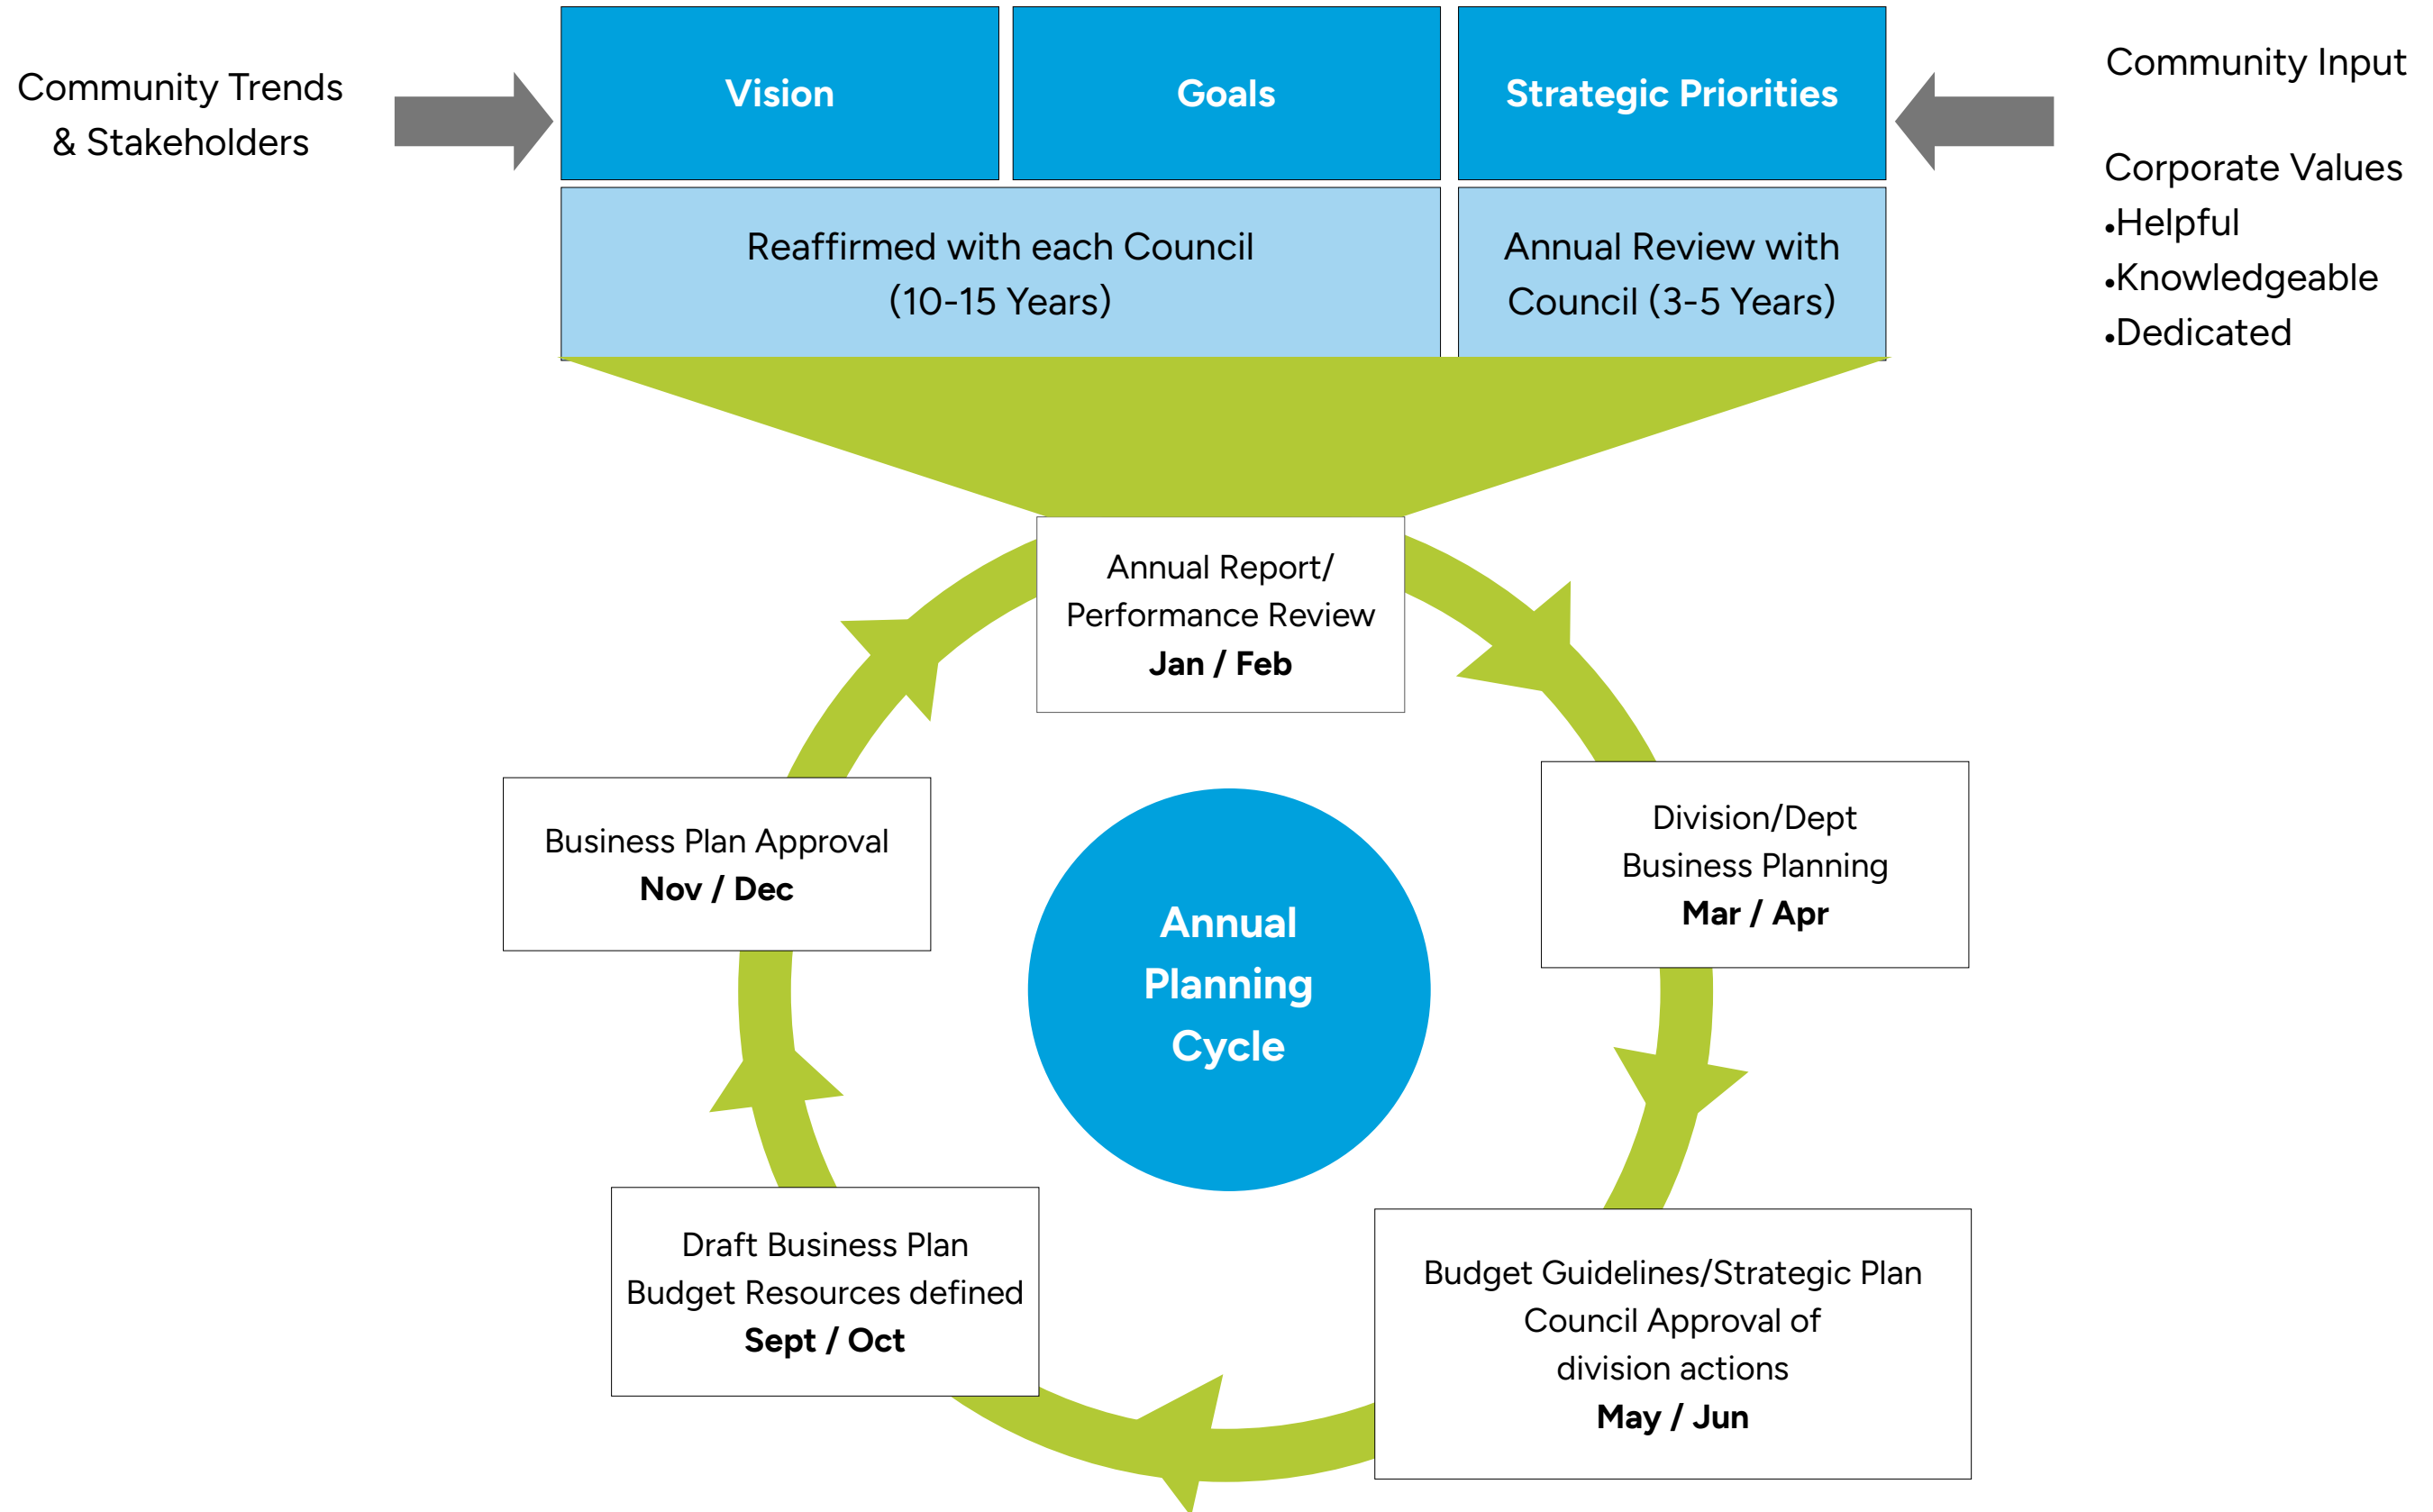 Community Trends
& Stakeholders
Vision
Goals
Strategic Priorities
Community Input
Corporate Values
•Helpful
•Knowledgeable
•Dedicated
Reaffirmed with each Council
(10-15 Years)
Annual Review with
Council (3-5 Years)
Annual Report/
Performance Review
Jan / Feb
Division/Dept
Business Planning
Mar / Apr
Budget Guidelines/Strategic Plan
Council Approval of
division actions
May / Jun
Draft Business Plan
Budget Resources defined
Sept / Oct
Business Plan Approval
Nov / Dec
Annual
Planning
Cycle